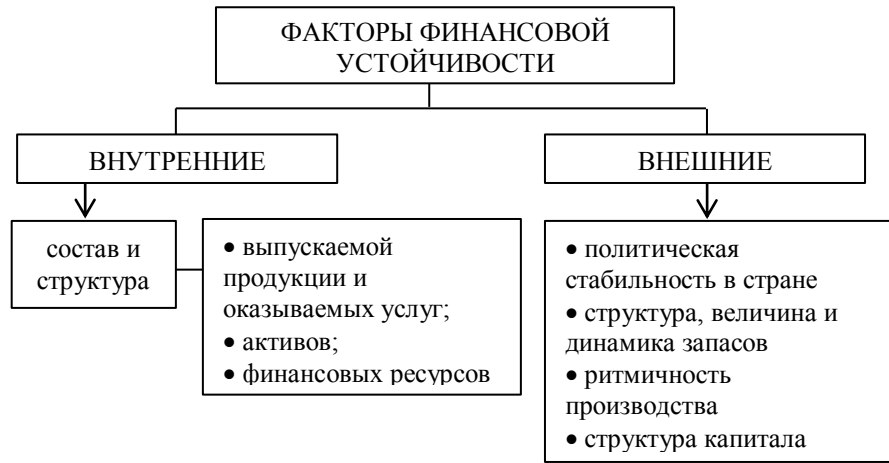 ФАКТОРЫ ФИНАНСОВОЙ
УСТОЙЧИВОСТИ
ВНУТРЕННИЕ
ВНЕШНИЕ
состав и
структура
• выпускаемой
продукции и
оказываемых услуг;
• активов;
• финансовых ресурсов
• политическая
стабильность в стране
• структура, величина и
динамика запасов
• ритмичность
производства
• структура капитала